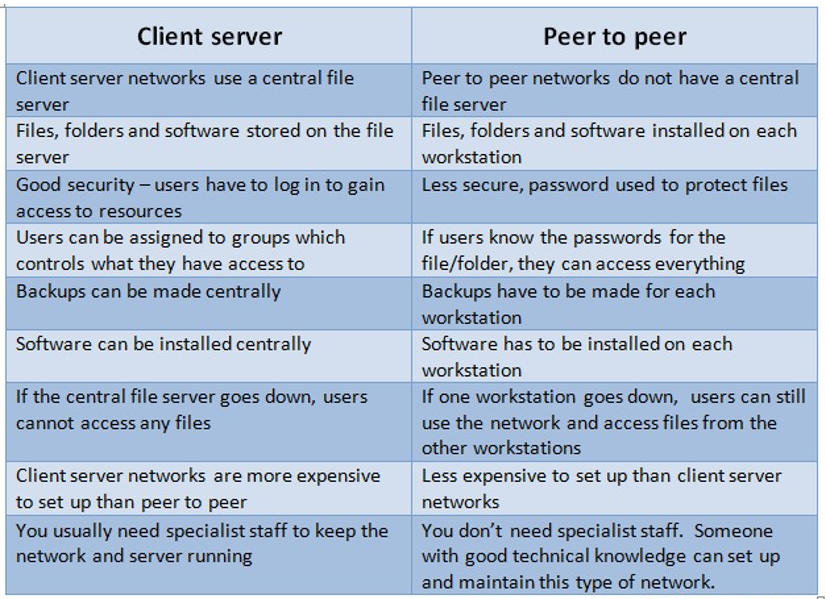 Client server
Peer to peer
Client server networks use a central file
server
Peer to peer networks do not have a central
file server
Files, folders and software stored on the file
server
Files, folders and software installed on each
workstation
Good security – users have to log in to gain
access to resources
Less secure, password used to protect files
Users can be assigned to groups which
controls what they have access to
If users know the passwords for the
file/folder, they can access everything
Backups can be made centrally
Backups have to be made for each
workstation
Software can be installed centrally
Software has to be installed on each
workstation
If the central file server goes down, users
cannot access any files
If one workstation goes down, users can still
use the network and access files from the
other workstations
Client server networks are more expensive
to set up than peer to peer
Less expensive to set up than client server
networks
You usually need specialist staff to keep the
network and server running
You don’t need specialist staff. Someone
with good technical knowledge can set up
and maintain this type of network.